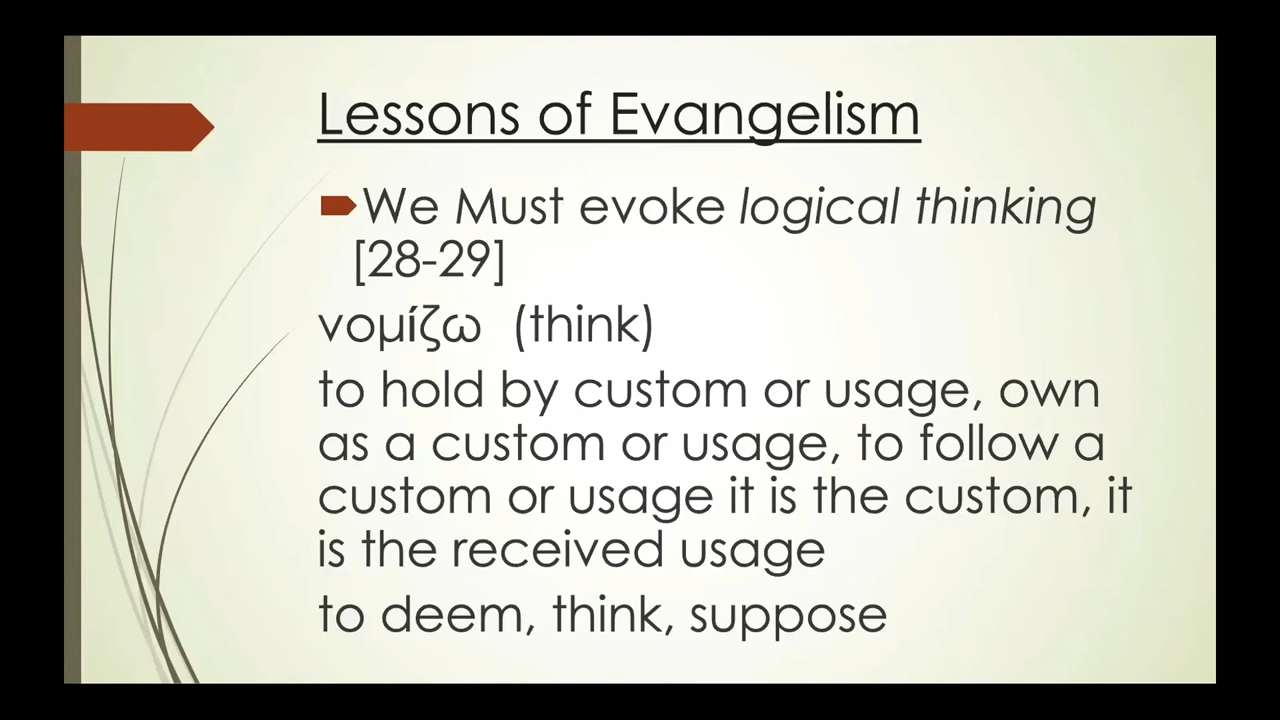 Lessons of Evangelism
We Must evoke logical thinking
[28-29]
νομίζω (think)
to hold by custom or usage, own
as a custom or usage, to follow a
custom or usage it is the custom, it
is the received usage
to deem, think, suppose